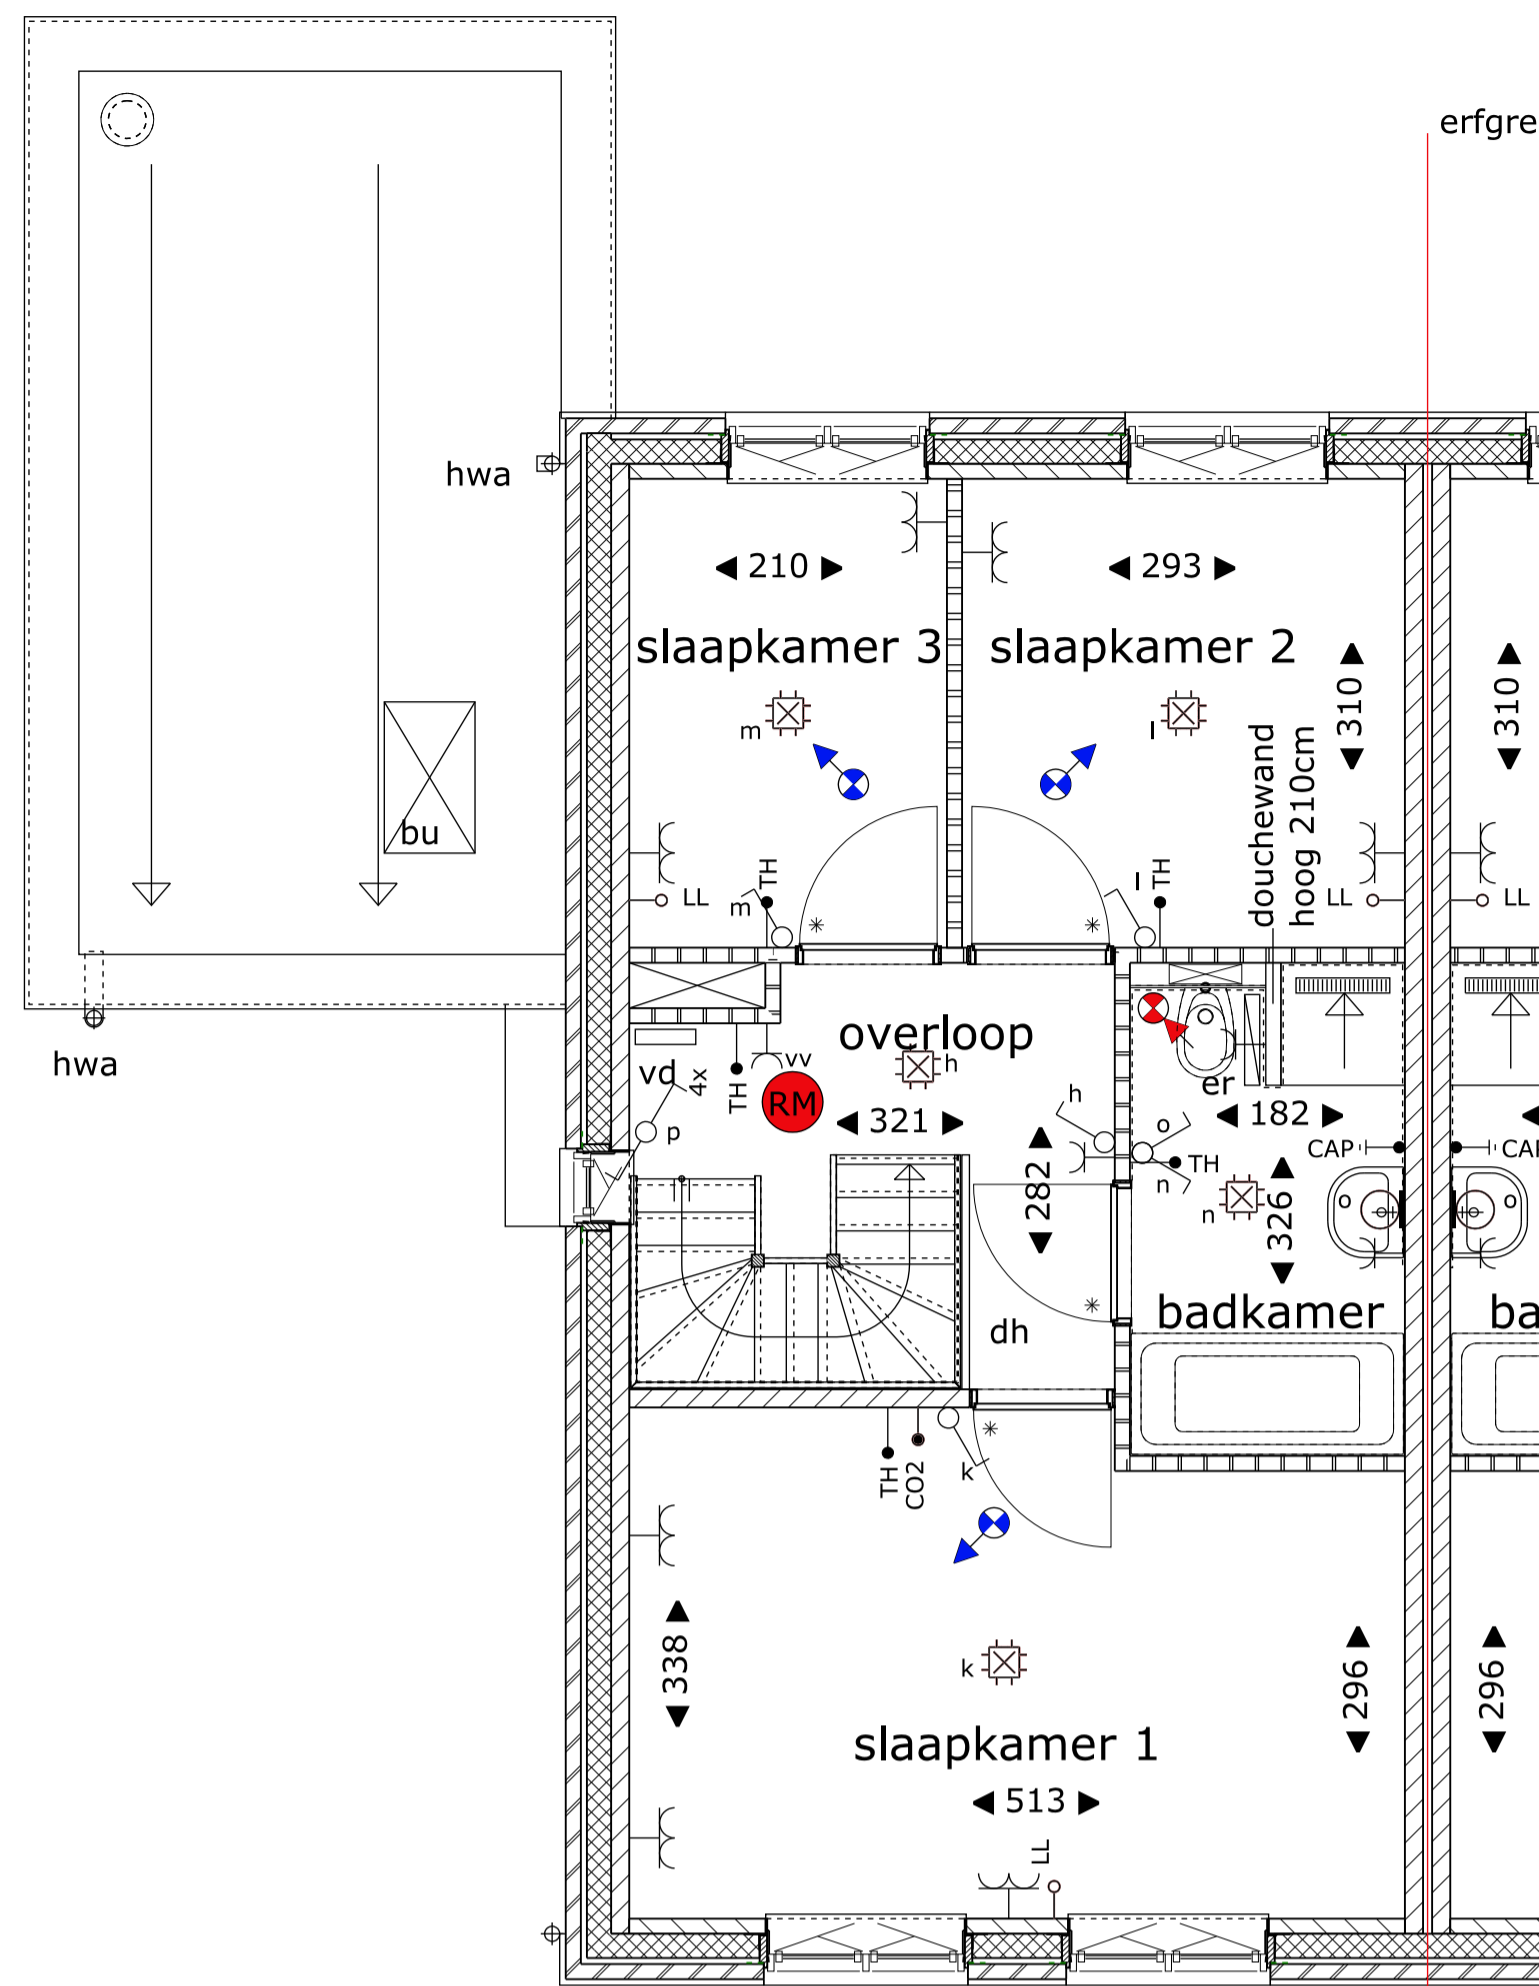 erfgre
hwa
210
293
slaapkamer 3
slaapkamer 2
310
310
m
l
douchewand
hoog 210cm
bu
TH
l
TH
m
LL
LL
LL
overloop
hwa
vd
4x
TH
vv
h
er
RM
h
182
321
o
p
CAP
CAP
TH
n
282
n
326
o
o
badkamer
ba
dh
TH
CO2
k
338
k
296
296
slaapkamer 1
513
LL